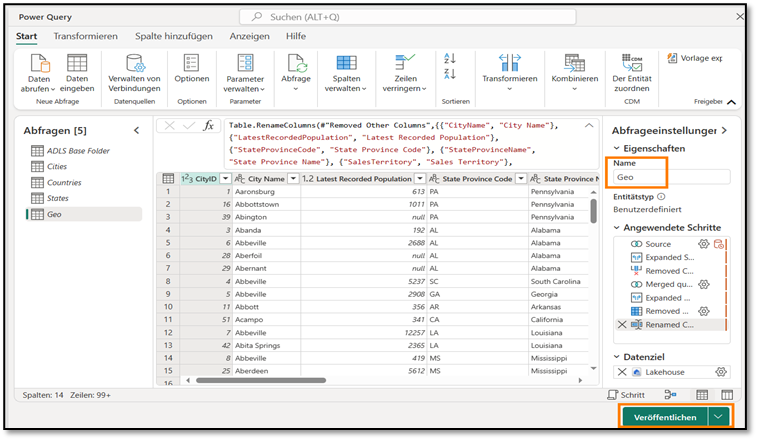 Power Query
Suchen (ALT+Q)
Start Transformieren Spalte hinzufügen Anzeigen Hilfe
Daten abrufen
Daten eingeben
Neue Abfrage
Verwalten von Verbindungen
Datenquellen
Optionen
Optionen
Parameter verwalten
Parameter
Abfrage
Spalten verwalten
Zeilen verringern
Sortieren
Transformieren
Kombinieren
Der Entität zuordnen
CDM
Vorlage exp
Freigeber
Abfragen [5]
ADLS Base Folder
Cities
Countries
States
Geo
fx
Table.RenameColumns(#"Removed Other Columns",{{"CityName", "City Name"},
{"LatestRecordedPopulation", "Latest Recorded Population"},
{"StateProvinceCode", "State Province Code"}, {"StateProvinceName",
"State Province Name"}, {"SalesTerritory", "Sales Territory"},
CityID City Name 1.2 Latest Recorded Population State Province Code State Province N
1 1 Aaronsburg 613 PA Pennsylvania
2 16 Abbottstown 1011 PA Pennsylvania
3 39 Abington null PA Pennsylvania
4 3 Abanda 192 AL Alabama
5 6 Abbeville 2688 AL Alabama
6 28 Aberfoil null AL Alabama
7 29 Abernant null AL Alabama
8 4 Abbeville 5237 SC South Carolina
9 5 Abbeville 2908 GA Georgia
10 11 Abbott 356 AR Arkansas
11 51 Acampo 341 CA California
12 7 Abbeville 12257 LA Louisiana
13 42 Abita Springs 2365 LA Louisiana
14 8 Abbeville 419 MS Mississippi
15 25 Aberdeen 5612 MS Mississippi
16
Abfrageeinstellunger
Eigenschaften
Name
Geo
Entitätstyp
Benutzerdefiniert
Angewendete Schritte
Source
Expanded S...
Removed C...
Merged qu...
Expanded ...
Removed ...
Renamed C...
Datenziel
Lakehouse
Spalten: 14 Zeilen: 99+
Schritt
Veröffentlichen